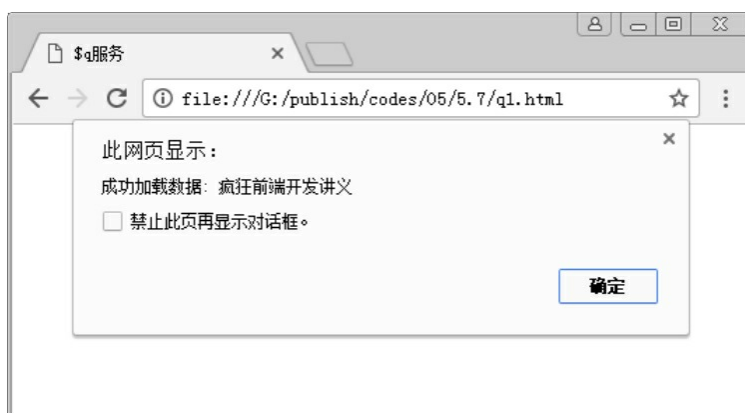 $q服务
file:///G:/publish/codes/05/5.7/q1.html
此网页显示：
成功加载数据：疯狂前端开发讲义
禁止此页再显示对话框。
确定